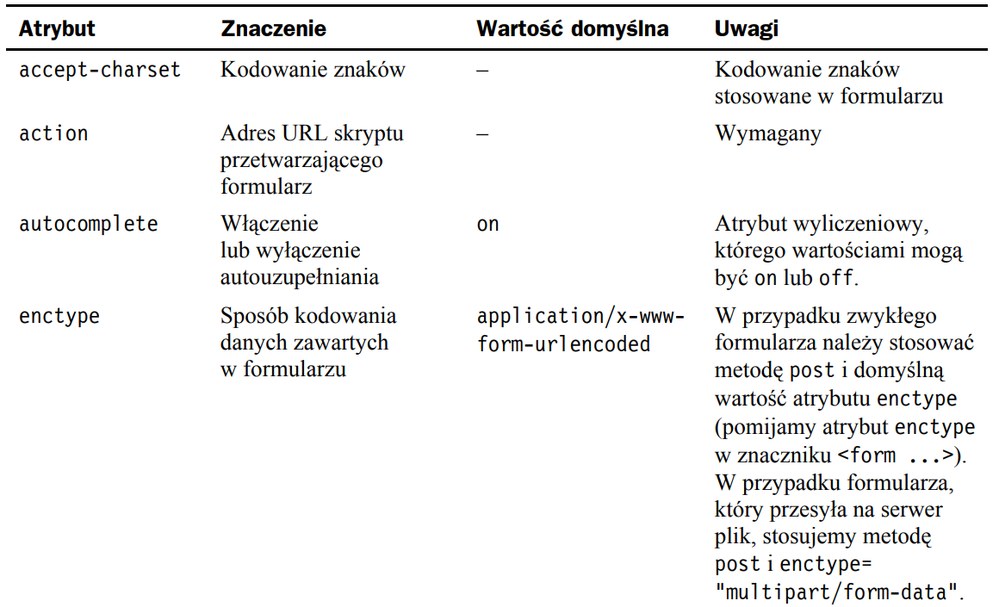 Atrybut Znaczenie Wartość domyślna Uwagi
accept-charset Kodowanie znaków – Kodowanie znaków
stosowane w formularzu
action Adres URL skryptu – Wymagany
przetwarzającego
formularz
autocomplete Włączenie on Atrybut wyliczeniowy,
lub wyłączenie którego wartościami mogą
autouzupełniania być on lub off.
enctype Sposób kodowania application/x-www- W przypadku zwykłego
danych zawartych form-urlencoded formularza należy stosować
w formularzu metodę post i domyślną
wartość atrybutu enctype
(pomijamy atrybut enctype
w znaczniku <form ...>).
W przypadku formularza,
który przesyła na serwer
plik, stosujemy metodę
post i enctype=
"multipart/form-data".